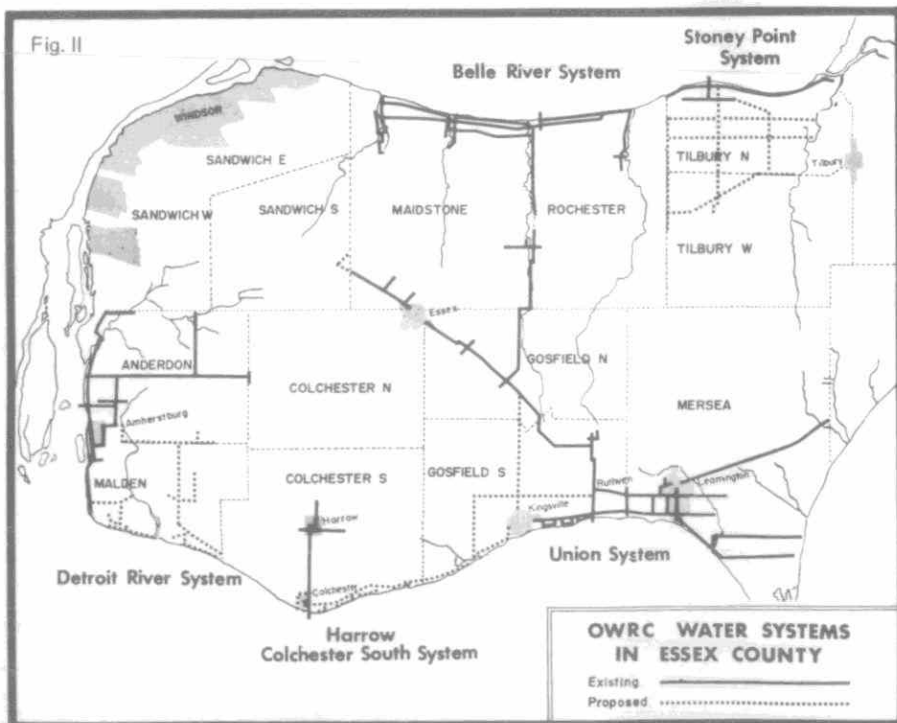 Fig. II
Stoney Point
System
Belle River System
WINDSOR
SANDWICH E
TILBURY N
Tilbury
SANDWICH W
SANDWICH S
MAIDSTONE
ROCHESTER
TILBURY W
Essex
ANDERDON
GOSFIELD N
COLCHESTER N
MERSEA
Amherstburg
MALDEN
COLCHESTER S
GOSFIELD S
Ruthven
Leamington
Kingsville
Harrow
Union System
Detroit River System
Colchester
Harrow
Colchester South System
OWRC WATER SYSTEMS
IN ESSEX COUNTY
Existing
Proposed